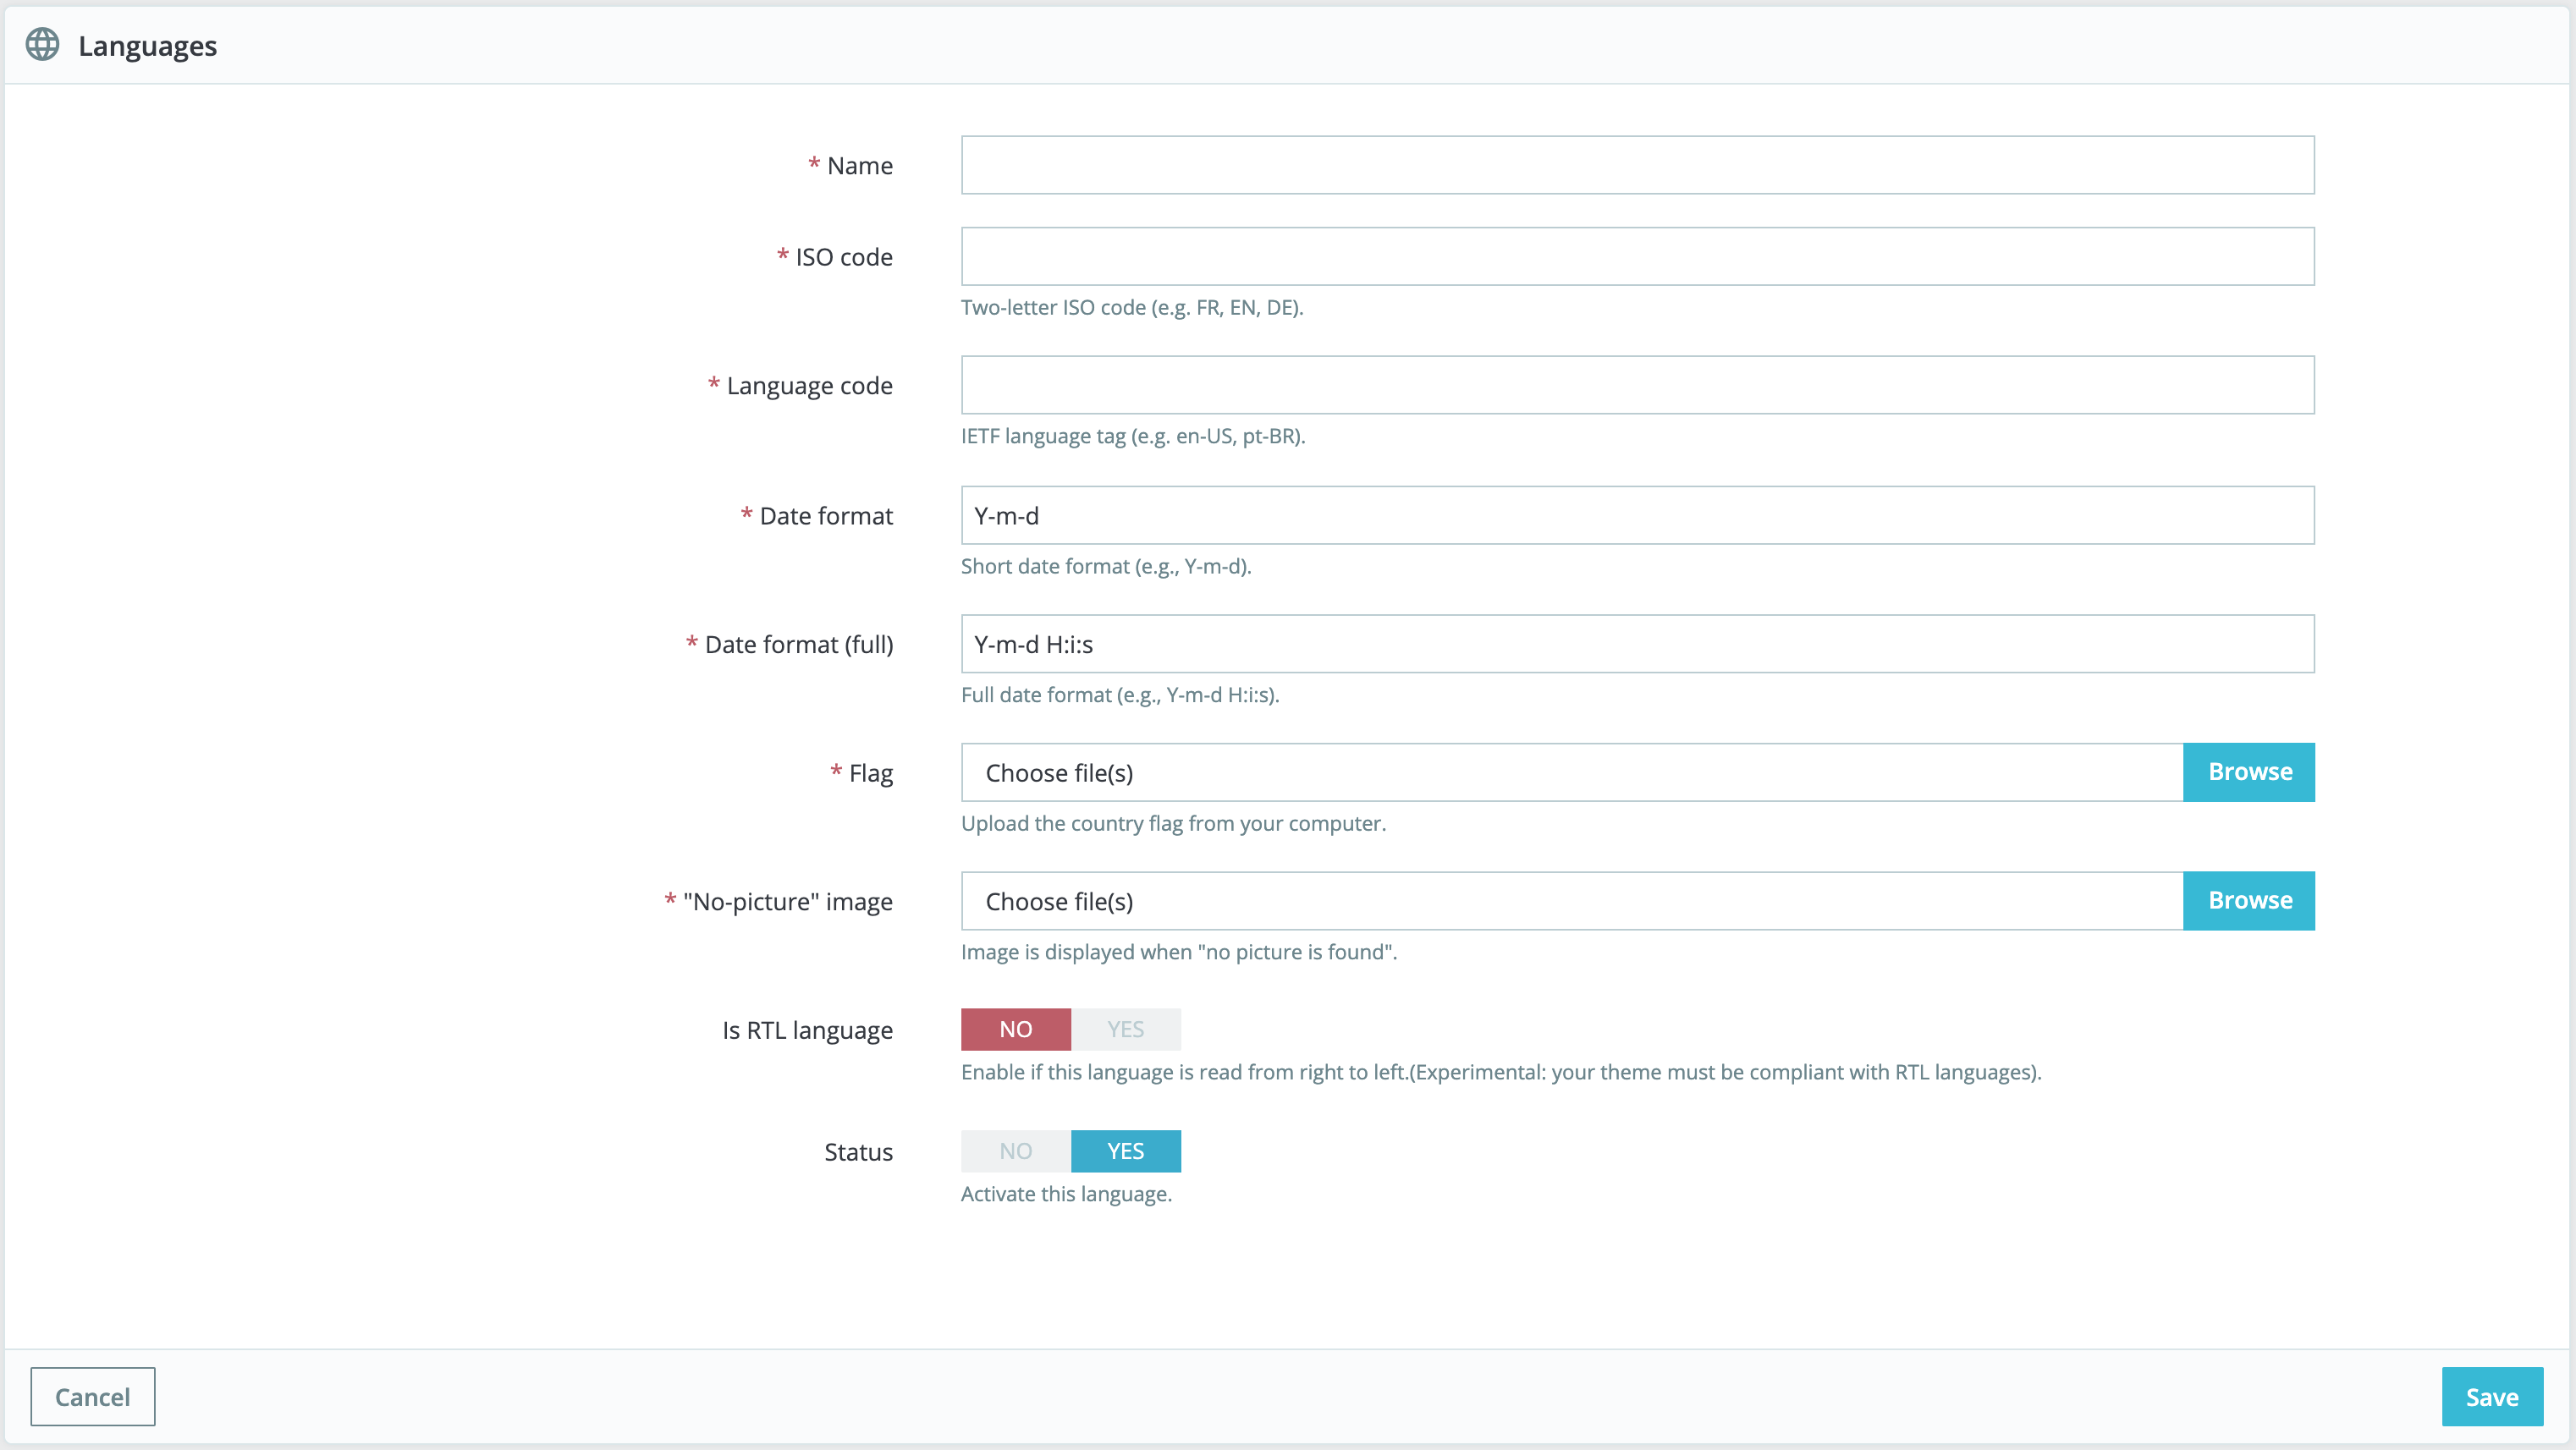 Languages
* Name
* ISO code
Two-letter ISO code (e.g. FR, EN, DE).
* Language code
IETF language tag (e.g. en-US, pt-BR).
* Date format
Y-m-d
Short date format (e.g., Y-m-d).
* Date format (full)
Y-m-d H:i:s
Full date format (e.g., Y-m-d H:i:s).
* Flag
Choose file(s)
Browse
Upload the country flag from your computer.
* "No-picture" image
Choose file(s)
Browse
Image is displayed when "no picture is found".
Is RTL language
NO
YES
Enable if this language is read from right to left.(Experimental: your theme must be compliant with RTL languages).
Status
NO
YES
Activate this language.
Cancel
Save